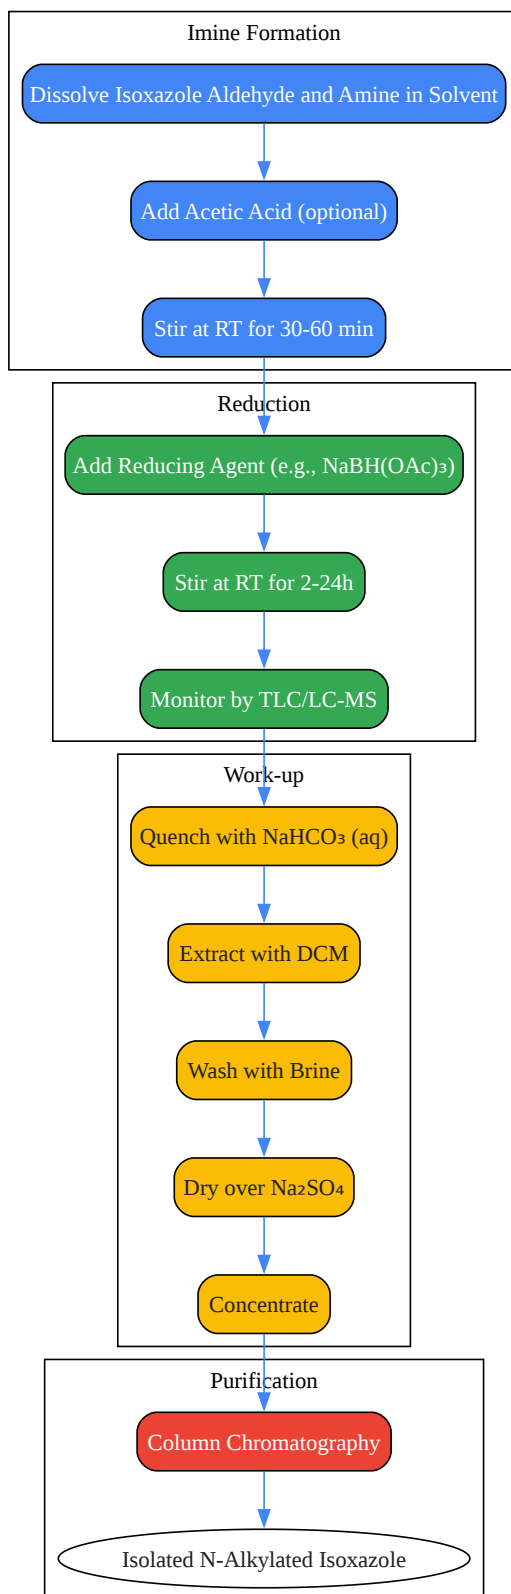 Imine Formation
Dissolve Isoxazole Aldehyde and Amine in Solvent
Add Acetic Acid (optional)
Stir at RT for 30-60 min
Reduction
Add Reducing Agent (e.g., NaBH(OAc)₃)
Stir at RT for 2-24h
Monitor by TLC/LC-MS
Work-up
Quench with NaHCO₃ (aq)
Extract with DCM
Wash with Brine
Dry over Na₂SO₄
Concentrate
Purification
Column Chromatography
Isolated N-Alkylated Isoxazole